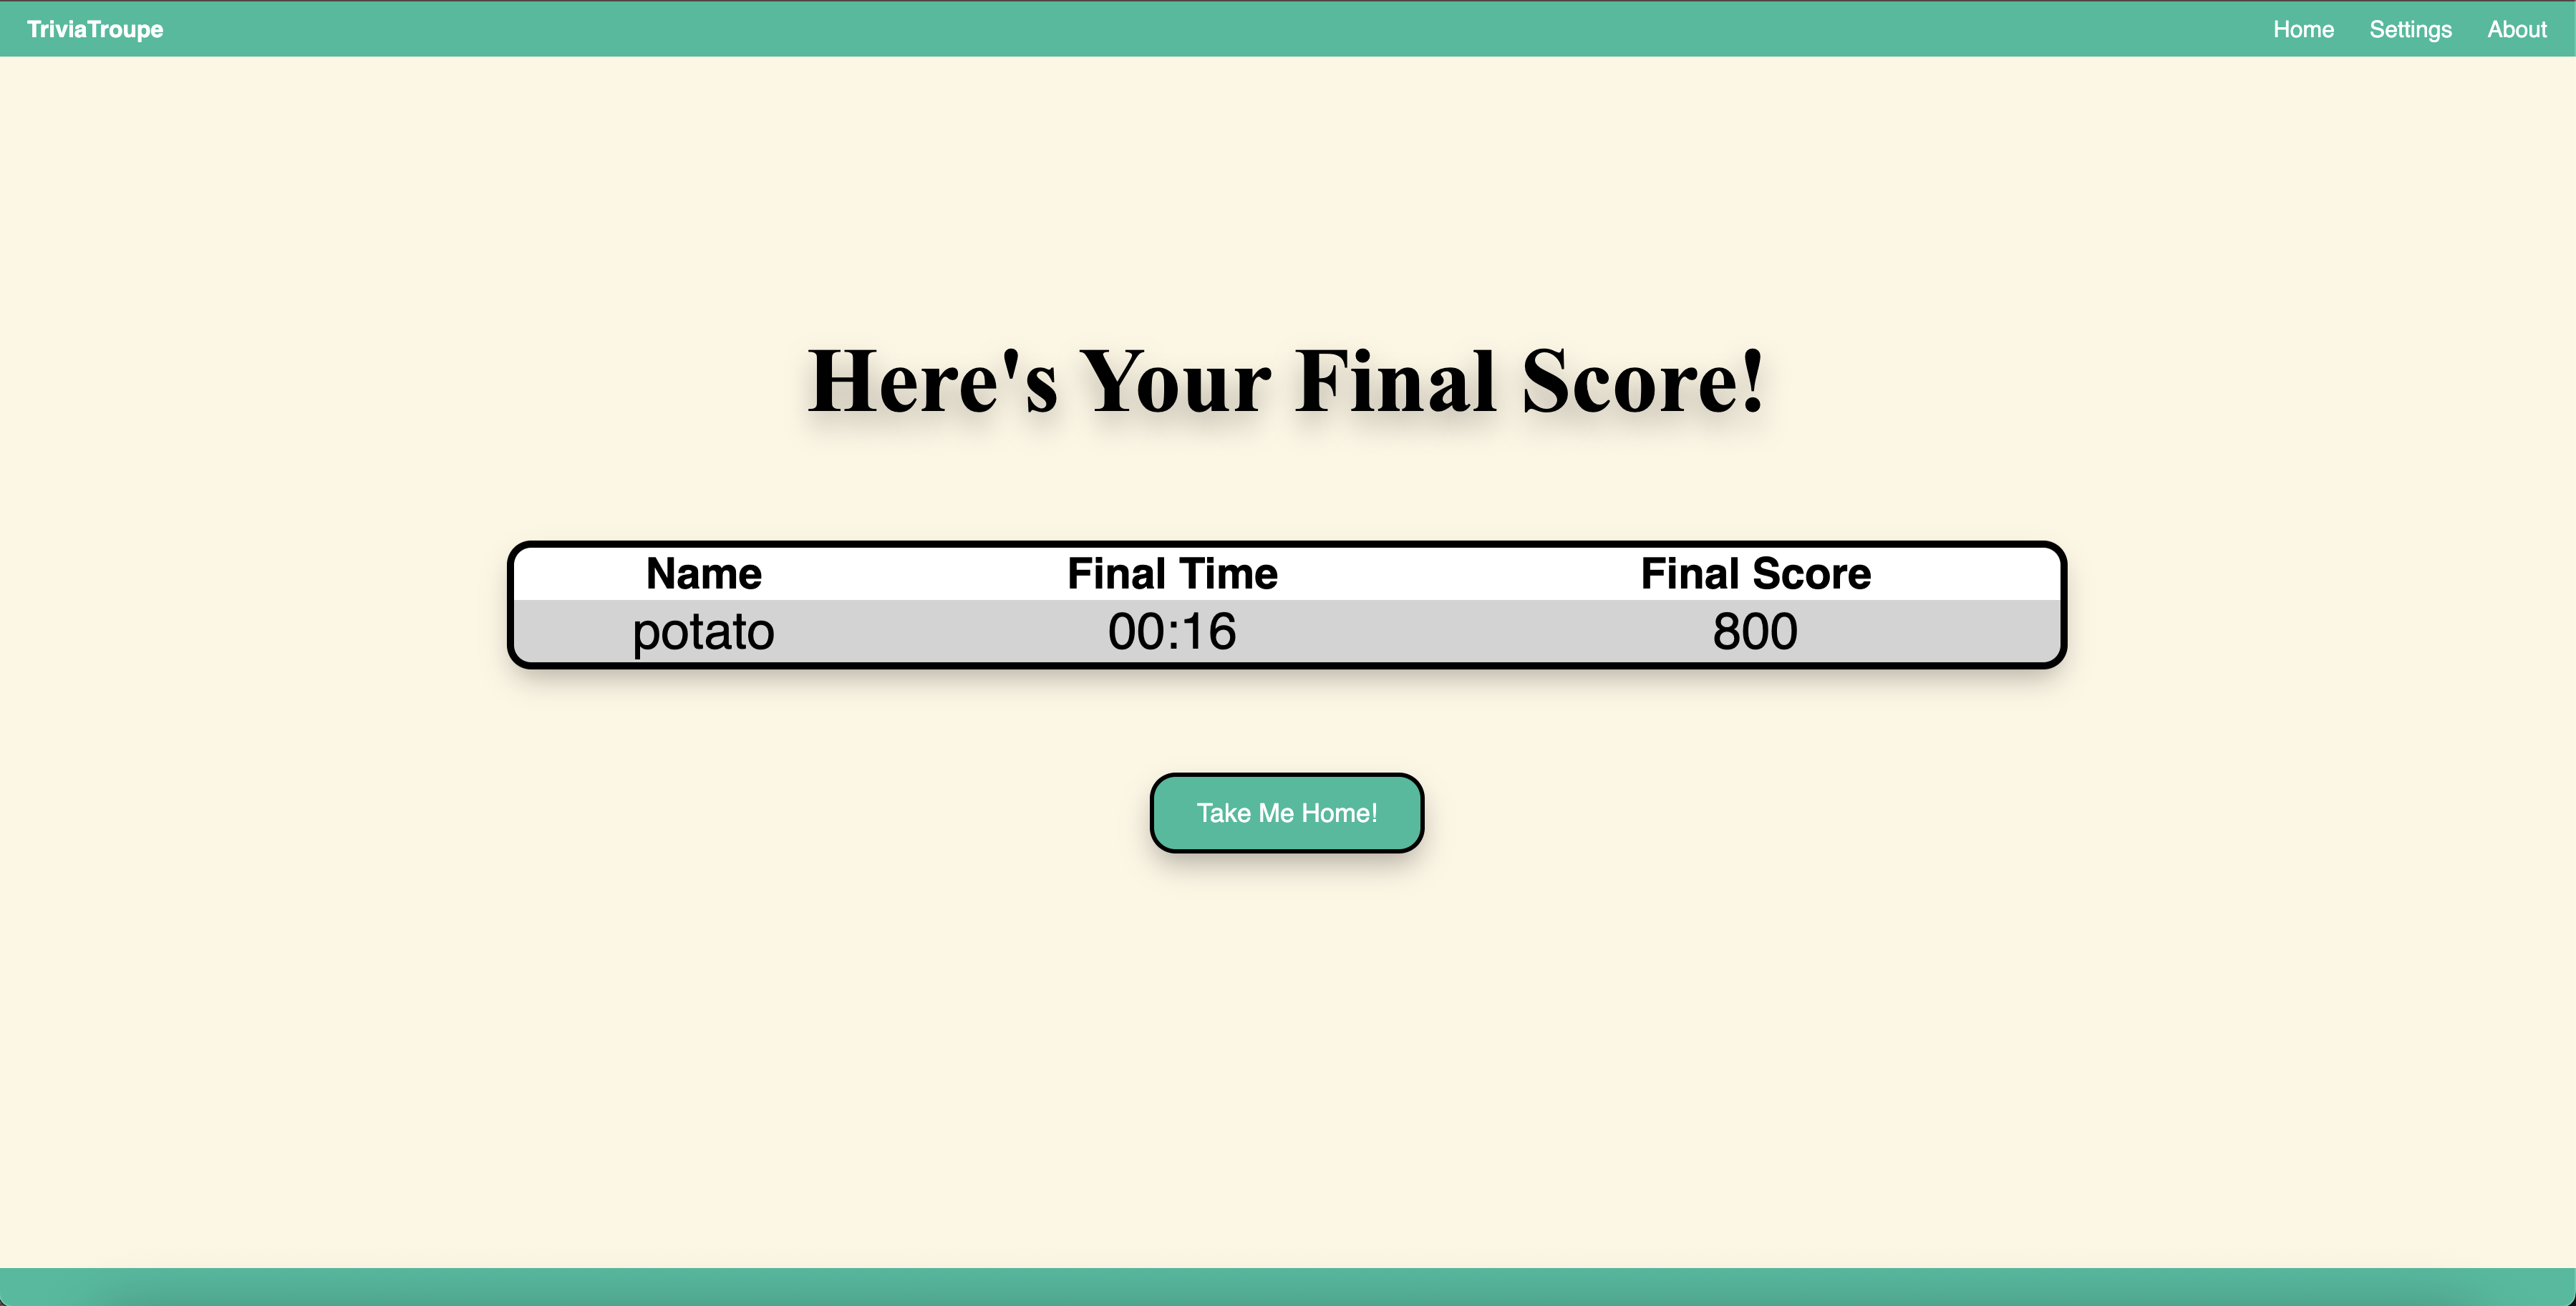 TriviaTroupe Home Settings About
Here's Your Final Score!
Name Final Time Final Score
potato 00:16 800
Take Me Home!